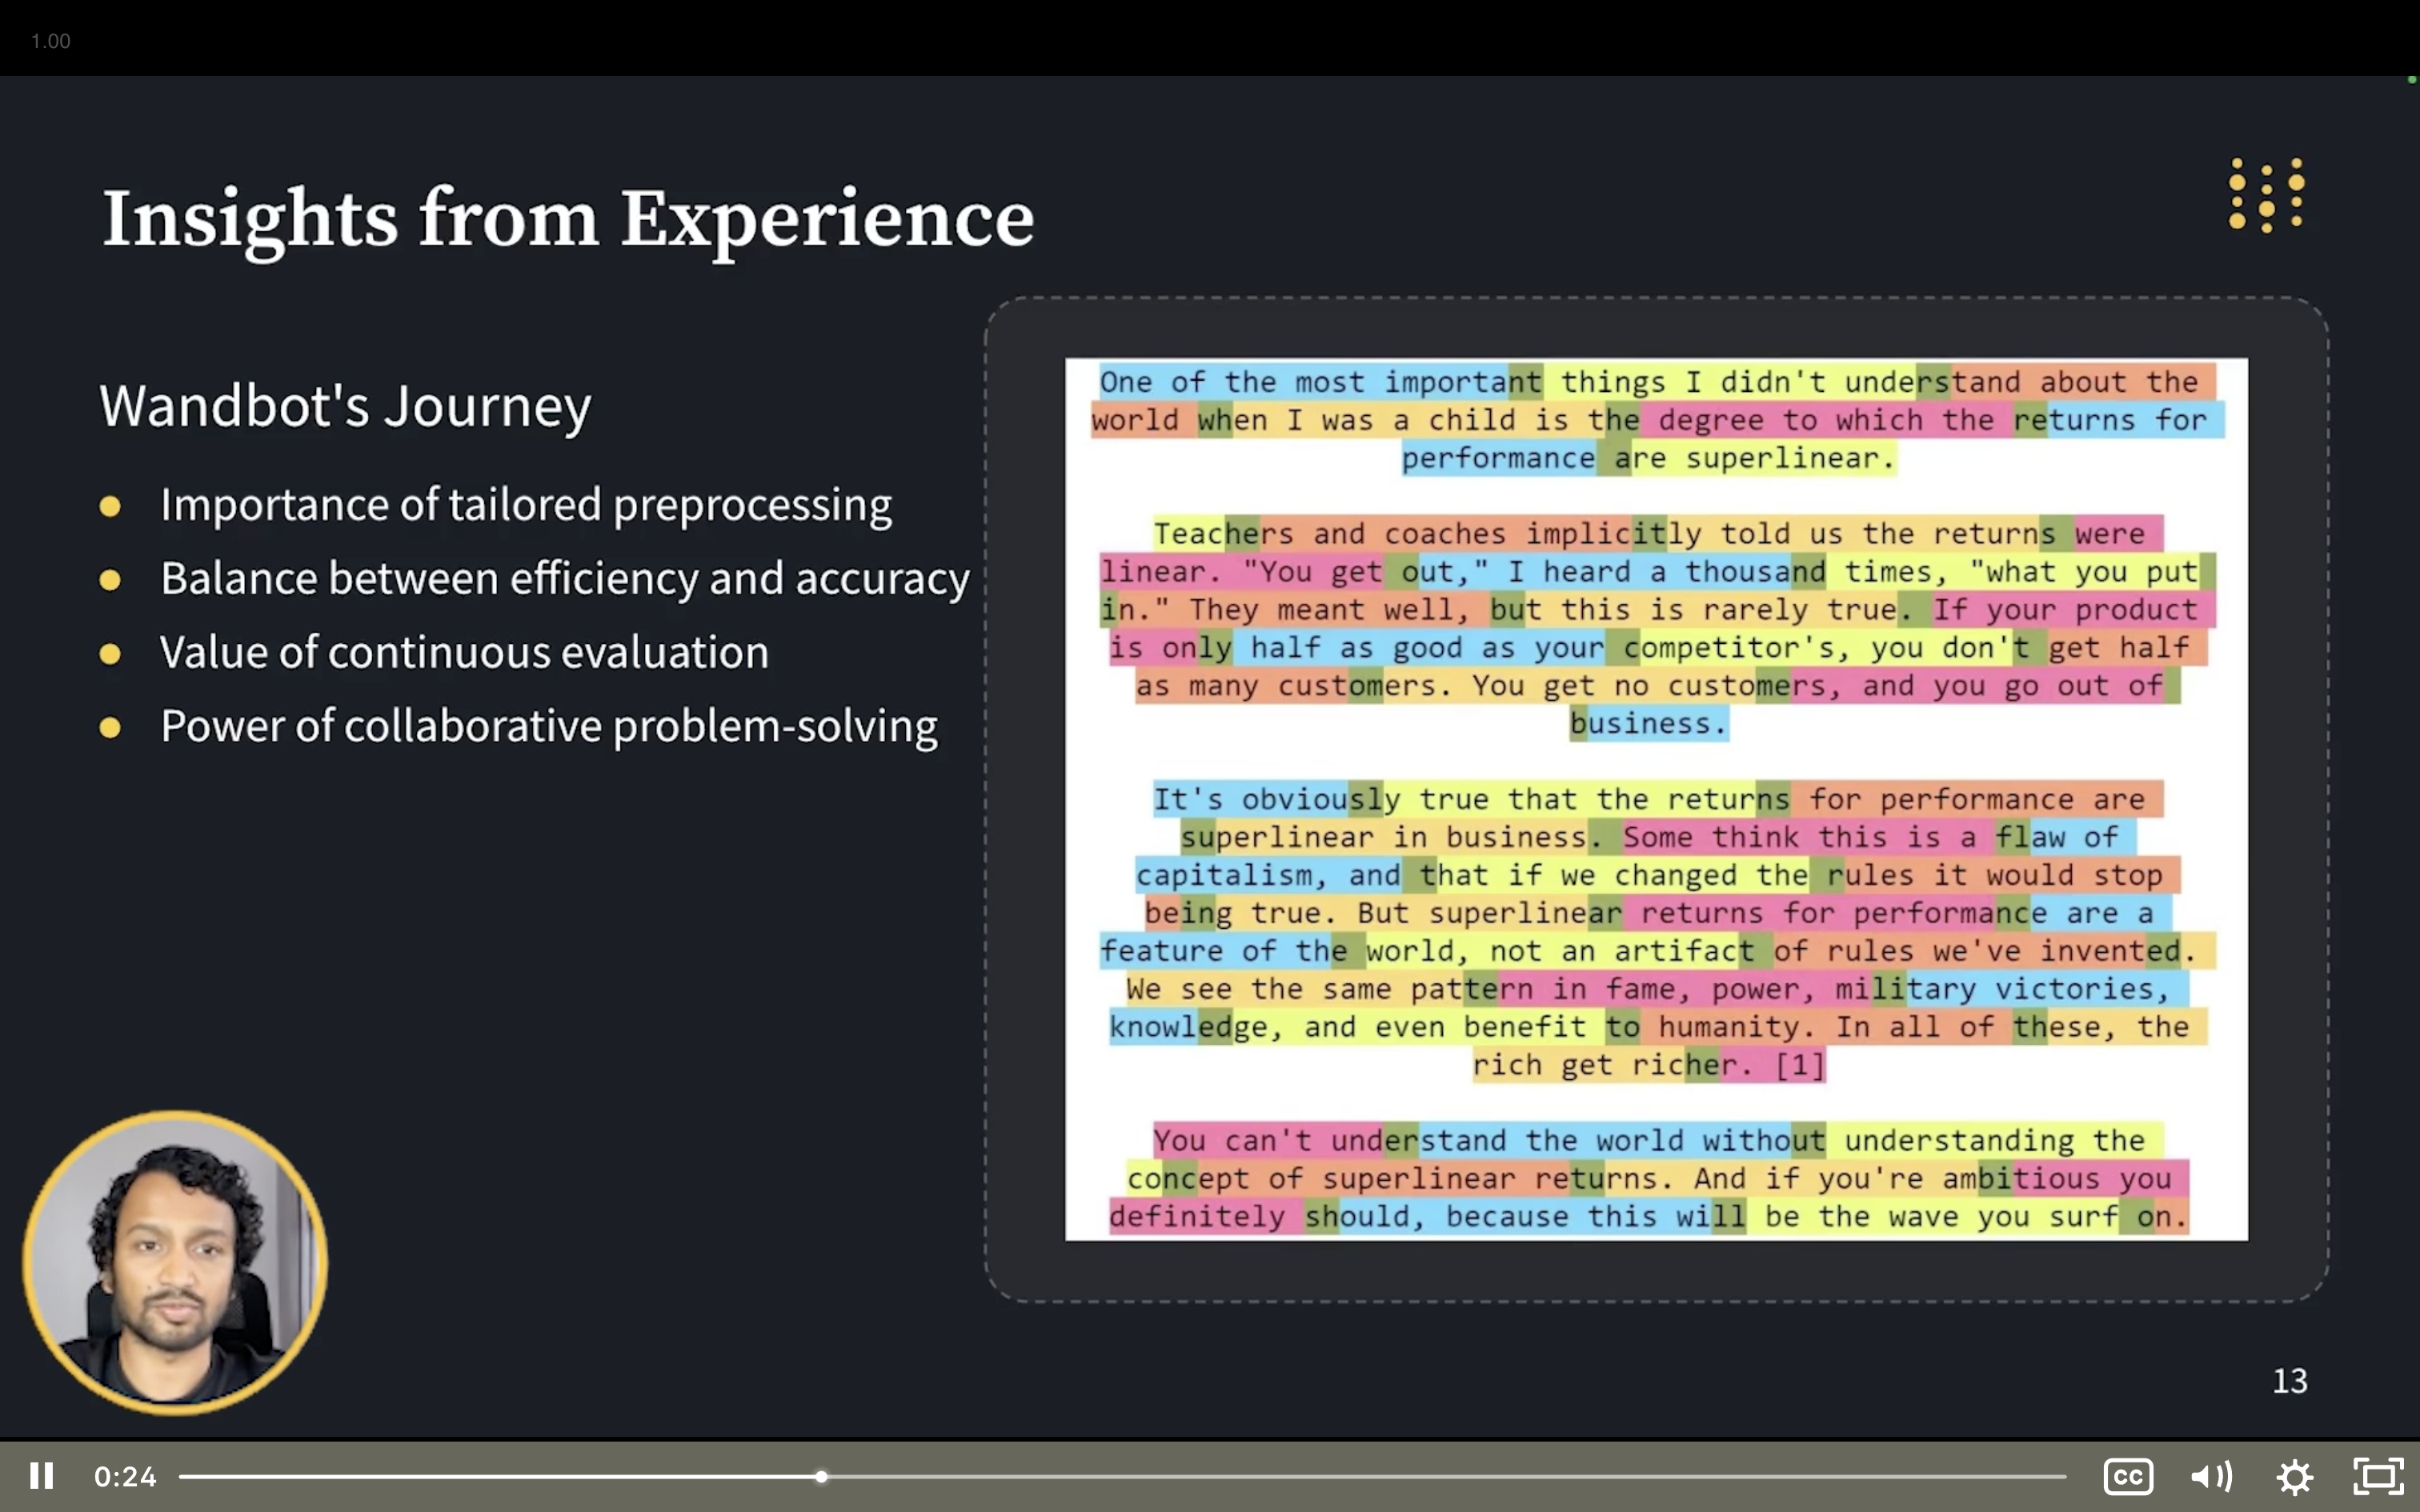 1.00
Insights from Experience
Wandbot's Journey
Importance of tailored preprocessing
Balance between efficiency and accuracy
Value of continuous evaluation
Power of collaborative problem-solving
One of the most important things I didn't understand about the
world when I was a child is the degree to which the returns for
performance are superlinear.
Teachers and coaches implicitly told us the returns were
linear. "You get out," I heard a thousand times, "what you put
in." They meant well, but this is rarely true. If your product
is only half as good as your competitor's, you don't get half
as many customers. You get no customers, and you go out of
business.
It's obviously true that the returns for performance are
superlinear in business. Some think this is a flaw of
capitalism, and that if we changed the rules it would stop
being true. But superlinear returns for performance are a
feature of the world, not an artifact of rules we've invented.
We see the same pattern in fame, power, military victories,
knowledge, and even benefit to humanity. In all of these, the
rich get richer. [1]
You can't understand the world without understanding the
concept of superlinear returns. And if you're ambitious you
definitely should, because this will be the wave you surf on.
13
0:24
CC